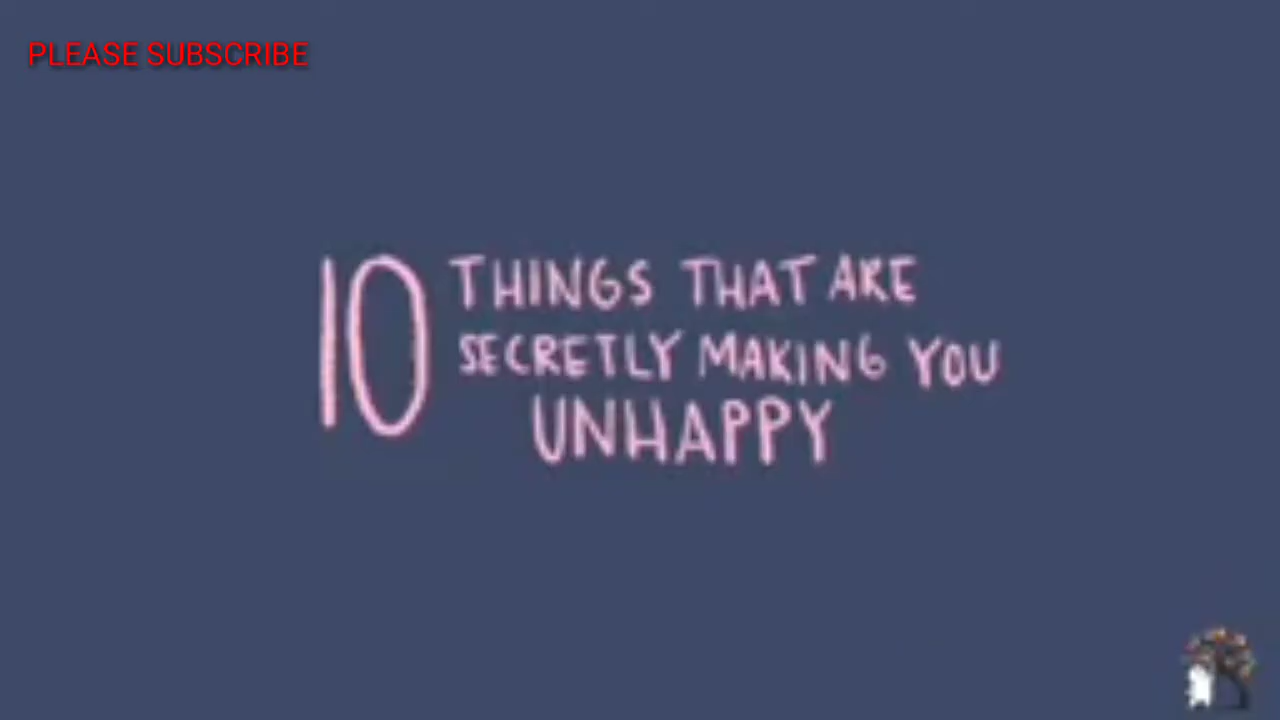 PLEASE SUBSCRIBE
10 THINGS THAT ARE
SECRETLY MAKING YOU
UNHAPPY